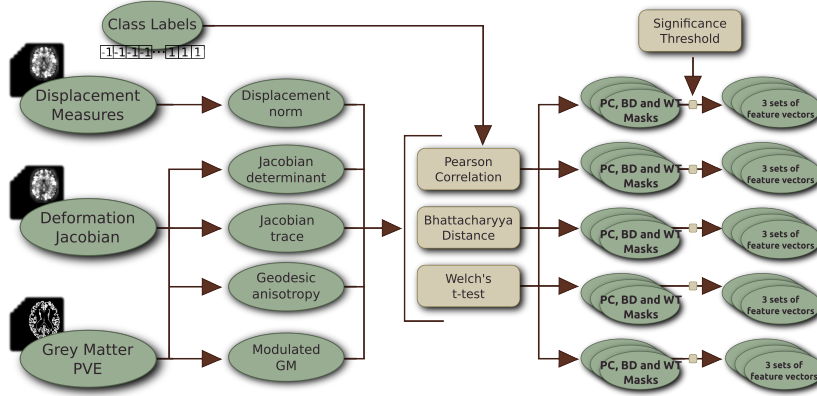 Class Labels
-1-1-1-1...1 1 1
Significance
Threshold
Displacement
Measures
Displacement
norm
PC, BD and WT
Masks
3 sets of
feature vectors
Jacobian
determinant
Pearson
Correlation
PC, BD and WT
Masks
3 sets of
feature vectors
Deformation
Jacobian
Jacobian
trace
Bhattacharyya
Distance
PC, BD and WT
Masks
3 sets of
feature vectors
Geodesic
anisotropy
Welch's
t-test
PC, BD and WT
Masks
3 sets of
feature vectors
Grey Matter
PVE
Modulated
GM
PC, BD and WT
Masks
3 sets of
feature vectors